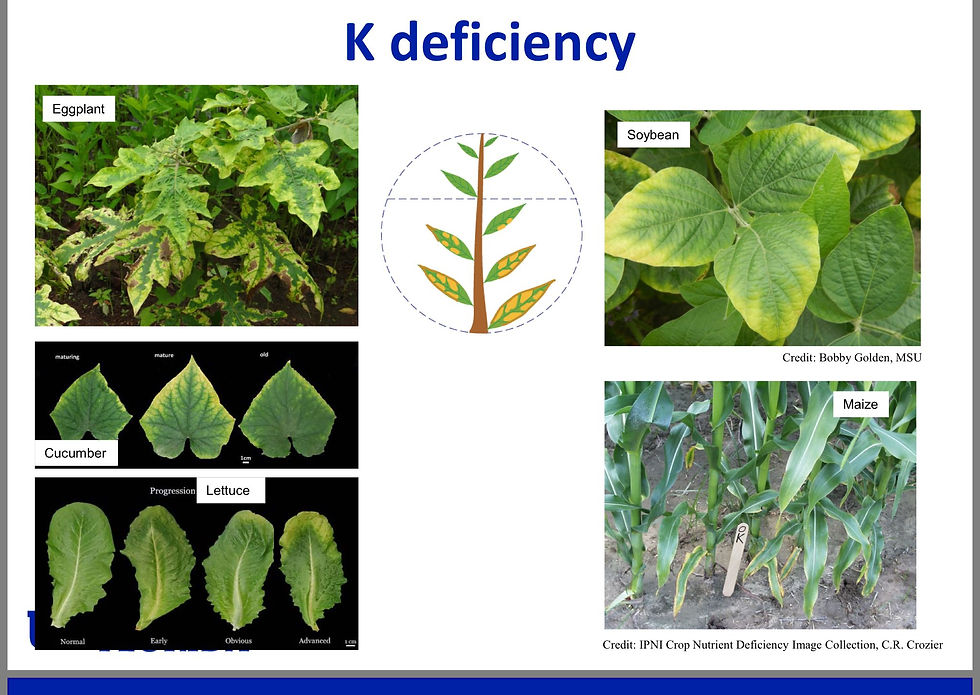 K deficiency
Eggplant
Soybean
Credit: Bobby Golden, MSU
maturing mature old
1cm
Cucumber
Progression
Lettuce
Normal Early Obvious Advanced 1 cm
Maize
OK
Credit: IPNI Crop Nutrient Deficiency Image Collection, C.R. Crozier